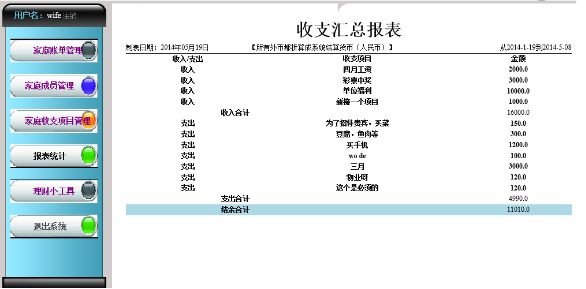 用户名：wife 注销
家庭账单管理
家庭成员管理
家庭收支项目管理
报表统计
理财小工具
退出系统
收支汇总报表
制表日期：2014年05月19日 【所有外币都折算成系统结算货币（人民币）】 从2014-1-19到2014-5-08
收入/支出 收支项目 金额
收入 四月工资 2000.0
收入 彩票中奖 3000.0
收入 单位福利 10000.0
收入 新增一个项目 1000.0
收入合计 16000.0
支出 为了招待贵宾，买菜 150.0
支出 豆腐，鱼肉等 300.0
支出 买手机 1200.0
支出 wo de 100.0
支出 三月 3000.0
支出 物业呀 120.0
支出 这个是必须的 120.0
支出合计 4990.0
结余合计 11010.0